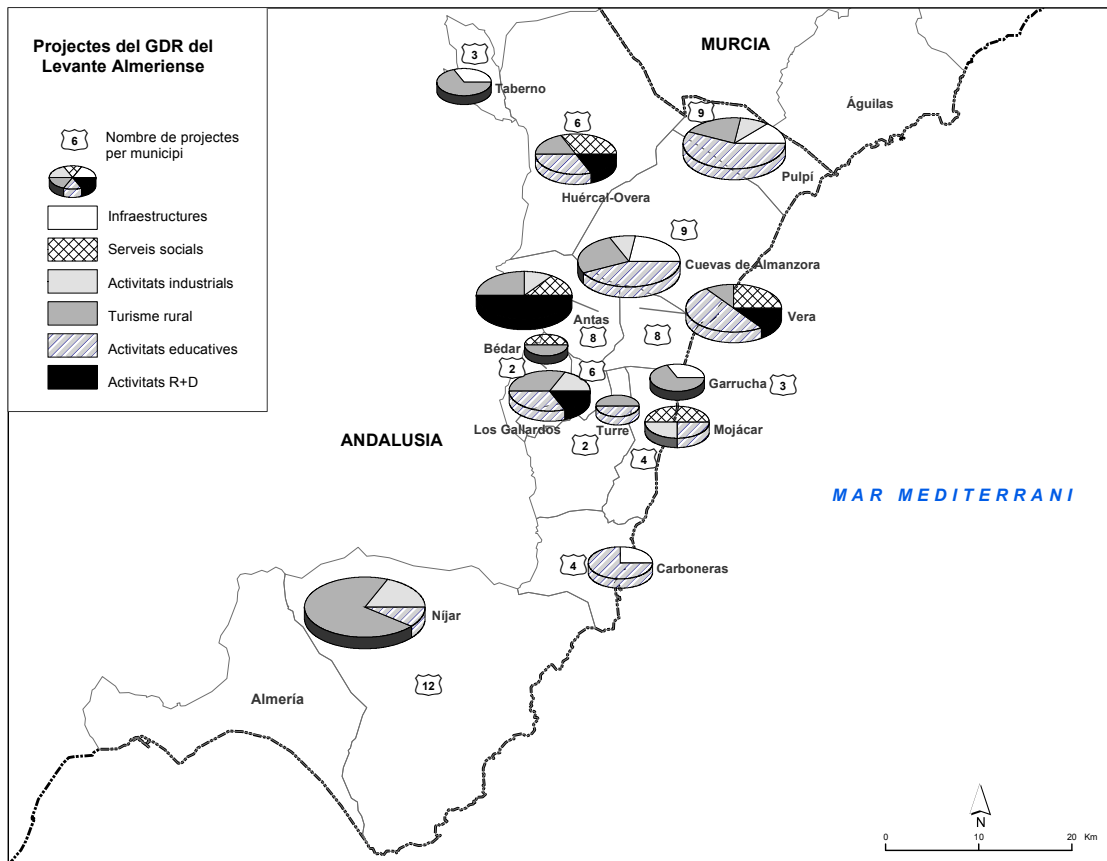 Projectes del GDR del
Levante Almeriense
6
Nombre de projectes
per municipi
Infraestructures
Serveis socials
Activitats industrials
Turisme rural
Activitats educatives
Activitats R+D
MURCIA
3
Taberno
Águilas
9
6
Pulpí
Huércal-Overa
9
Cuevas de Almanzora
Antas
Vera
8
8
Bédar
2
6
Garrucha
3
Los Gallardos
Turre
Mojácar
ANDALUSIA
2
4
MAR MEDITERRANI
4
Carboneras
Níjar
12
Almería
N
0
10
20
Km